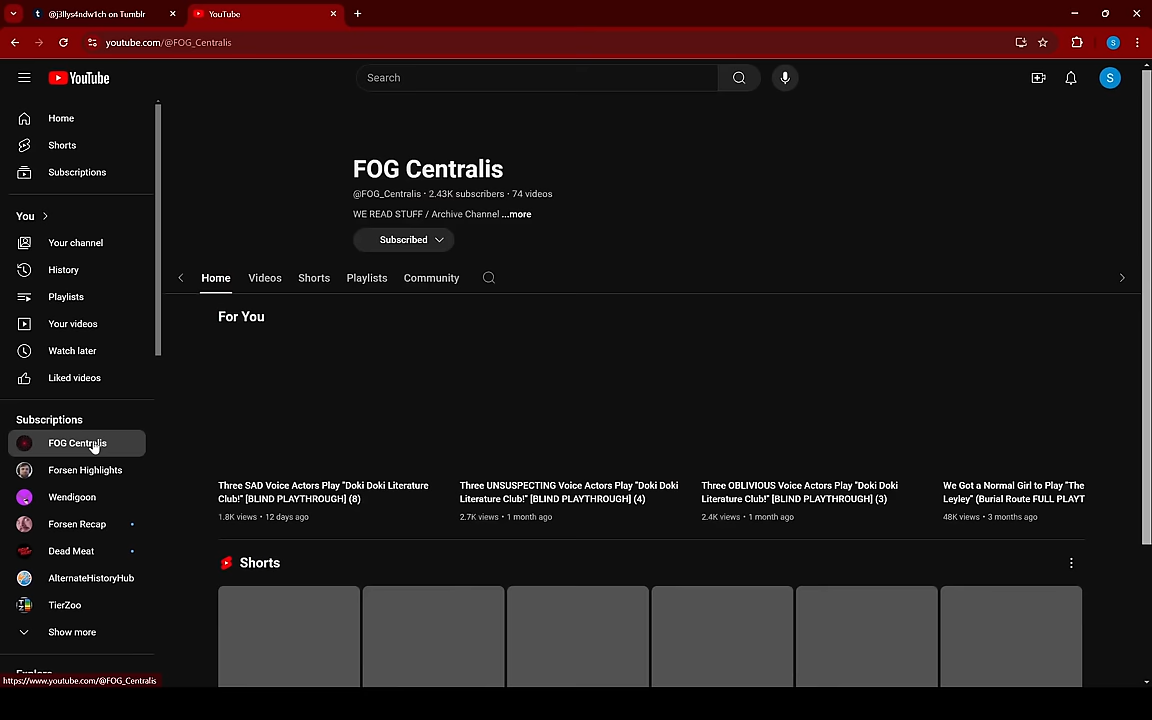 @j3llys4ndw1ch on Tumblr
YouTube
youtube.com/@FOG_Centralis
S
YouTube
Search
S
Home
Shorts
Subscriptions
You
Your channel
History
Playlists
Your videos
Watch later
Liked videos
Subscriptions
FOG Centralis
Forsen Highlights
Wendigoon
Forsen Recap
Dead Meat
AlternateHistoryHub
TierZoo
Show more
https://www.youtube.com/@FOG_Centralis
FOG Centralis
@FOG_Centralis · 2.43K subscribers · 74 videos
WE READ STUFF / Archive Channel ...more
Subscribed
Home Videos Shorts Playlists Community
For You
Three SAD Voice Actors Play "Doki Doki Literature
Club!" [BLIND PLAYTHROUGH] (8)
1.8K views · 12 days ago
Three UNSUSPECTING Voice Actors Play "Doki Doki
Literature Club!" [BLIND PLAYTHROUGH] (4)
2.7K views · 1 month ago
Three OBLIVIOUS Voice Actors Play "Doki Doki
Literature Club!" [BLIND PLAYTHROUGH] (3)
2.4K views · 1 month ago
We Got a Normal Girl to Play "The
Leyley" (Burial Route FULL PLAYT
48K views · 3 months ago
Shorts